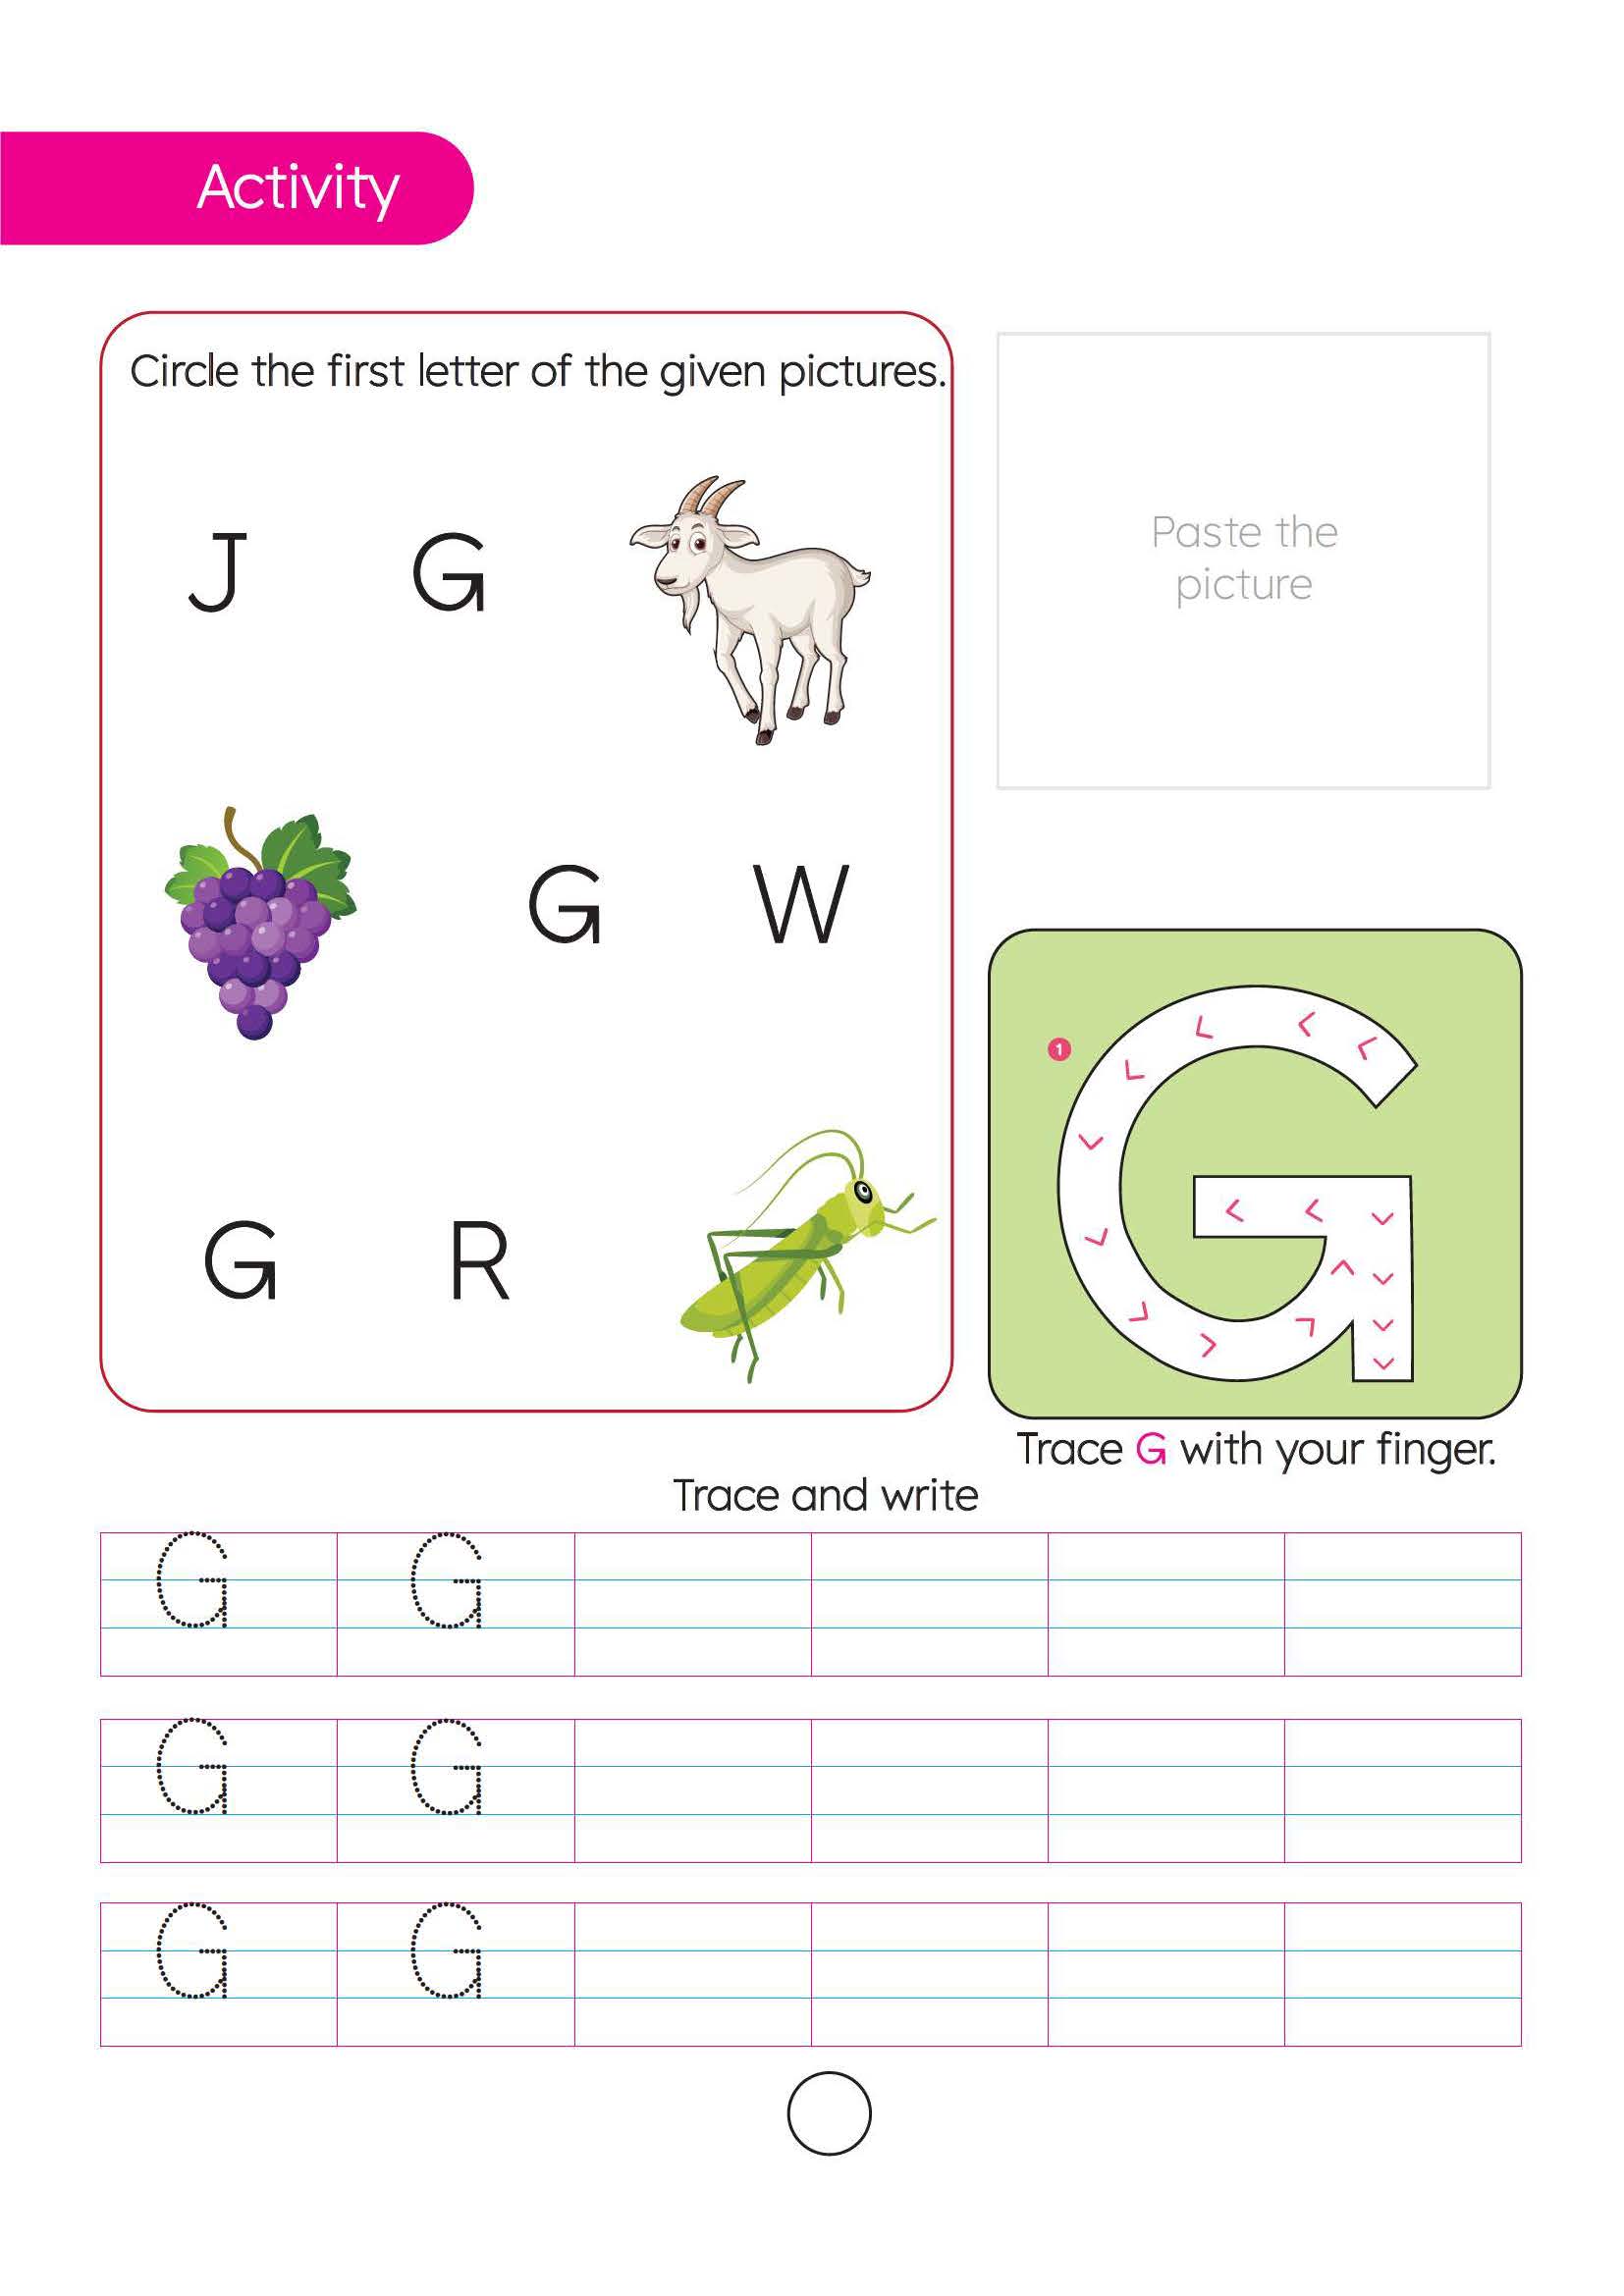 Activity
Circle the first letter of the given pictures.
J G
G W
G R
Paste the
picture
1
Trace G with your finger.
Trace and write
G G
G G
G G